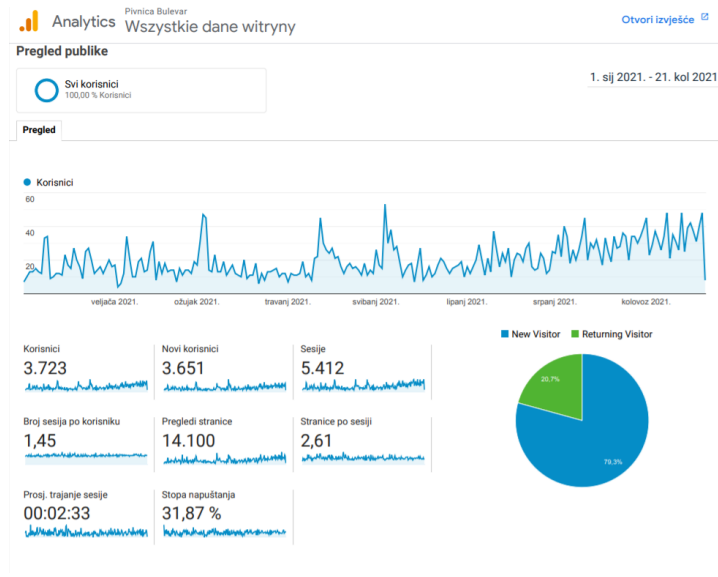 Analytics
Pivnica Bulevar
Wszystkie dane witryny
Otvori izvješće
Pregled publike
Svi korisnici
100,00 % Korisnici
1. sij 2021. - 21. kol 2021
Pregled
Korisnici
60
40
20
veljača 2021.
ožujak 2021.
travanj 2021.
svibanj 2021.
lipanj 2021.
srpanj 2021.
kolovoz 2021.
New Visitor
Returning Visitor
Korisnici
3.723
Novi korisnici
3.651
Sesije
5.412
Broj sesija po korisniku
1,45
Pregledi stranice
14.100
Stranice po sesiji
2,61
Prosj. trajanje sesije
00:02:33
Stopa napuštanja
31,87 %
20,7%
79,3%